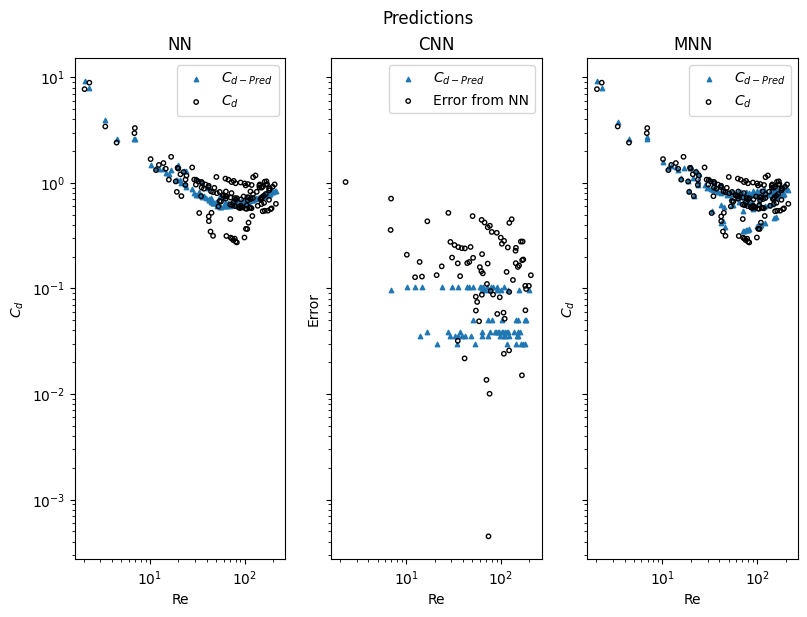 Predictions
NN
CNN
MNN
C_{d-Pred}
C_d
C_{d-Pred}
Error from NN
C_{d-Pred}
C_d
10^1
10^0
10^{-1}
10^{-2}
10^{-3}
C_d
Error
C_d
10^1 10^2
10^1 10^2
10^1 10^2
Re
Re
Re